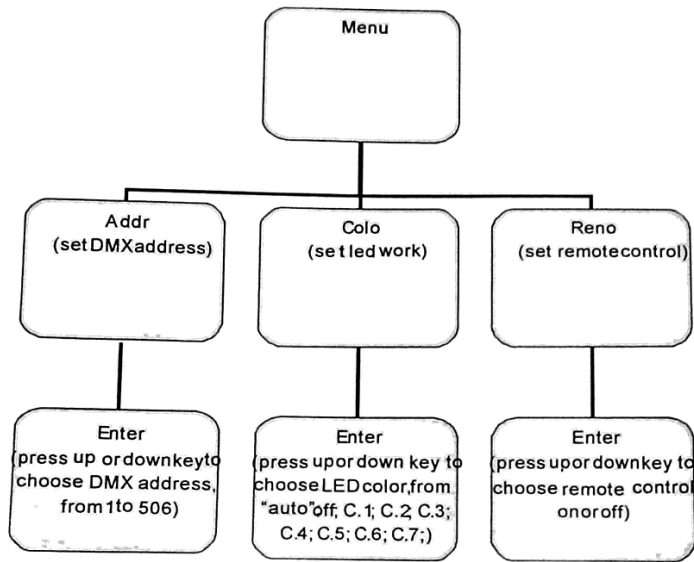 Menu
Addr
(set DMX address)
Colo
(set led work)
Reno
(set remote control)
Enter
(press up or down key to
choose DMX address,
from 1 to 506)
Enter
(press up or down key to
choose LED color, from
"auto" off; C.1; C.2; C.3;
C.4; C.5; C.6; C.7;)
Enter
(press up or down key to
choose remote control
on or off)